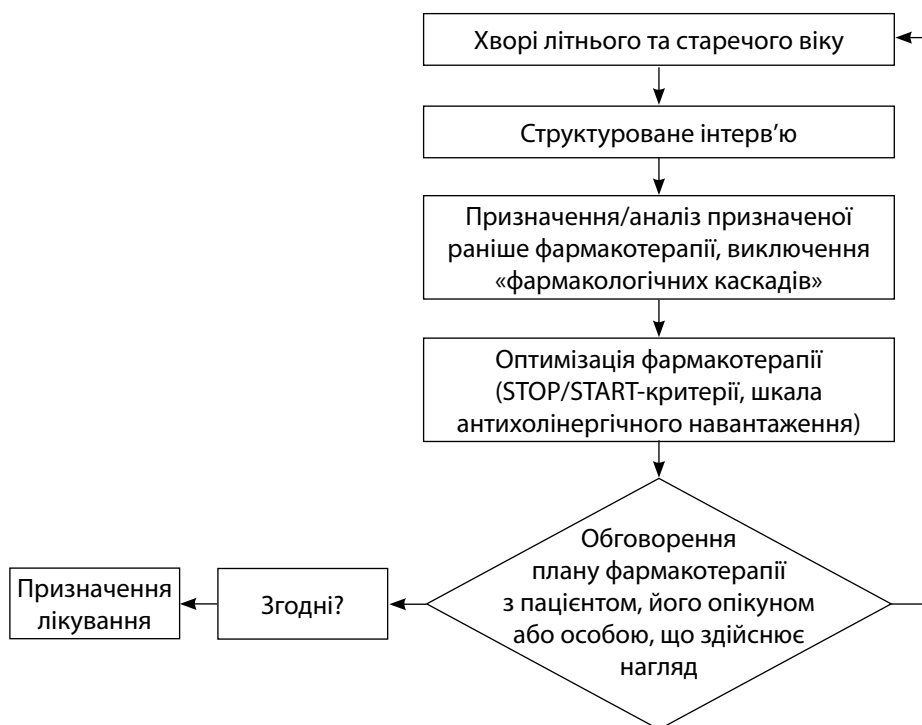 Хворі літнього та старечого віку
Структуроване інтерв’ю
Призначення/аналіз призначеної
раніше фармакотерапії, виключення
«фармакологічних каскадів»
Оптимізація фармакотерапії
(STOP/START-критерії, шкала
антихолінергічного навантаження)
Обговорення
плану фармакотерапії
з пацієнтом, його опікуном
або особою, що здійснює
нагляд
Згодні?
Призначення
лікування